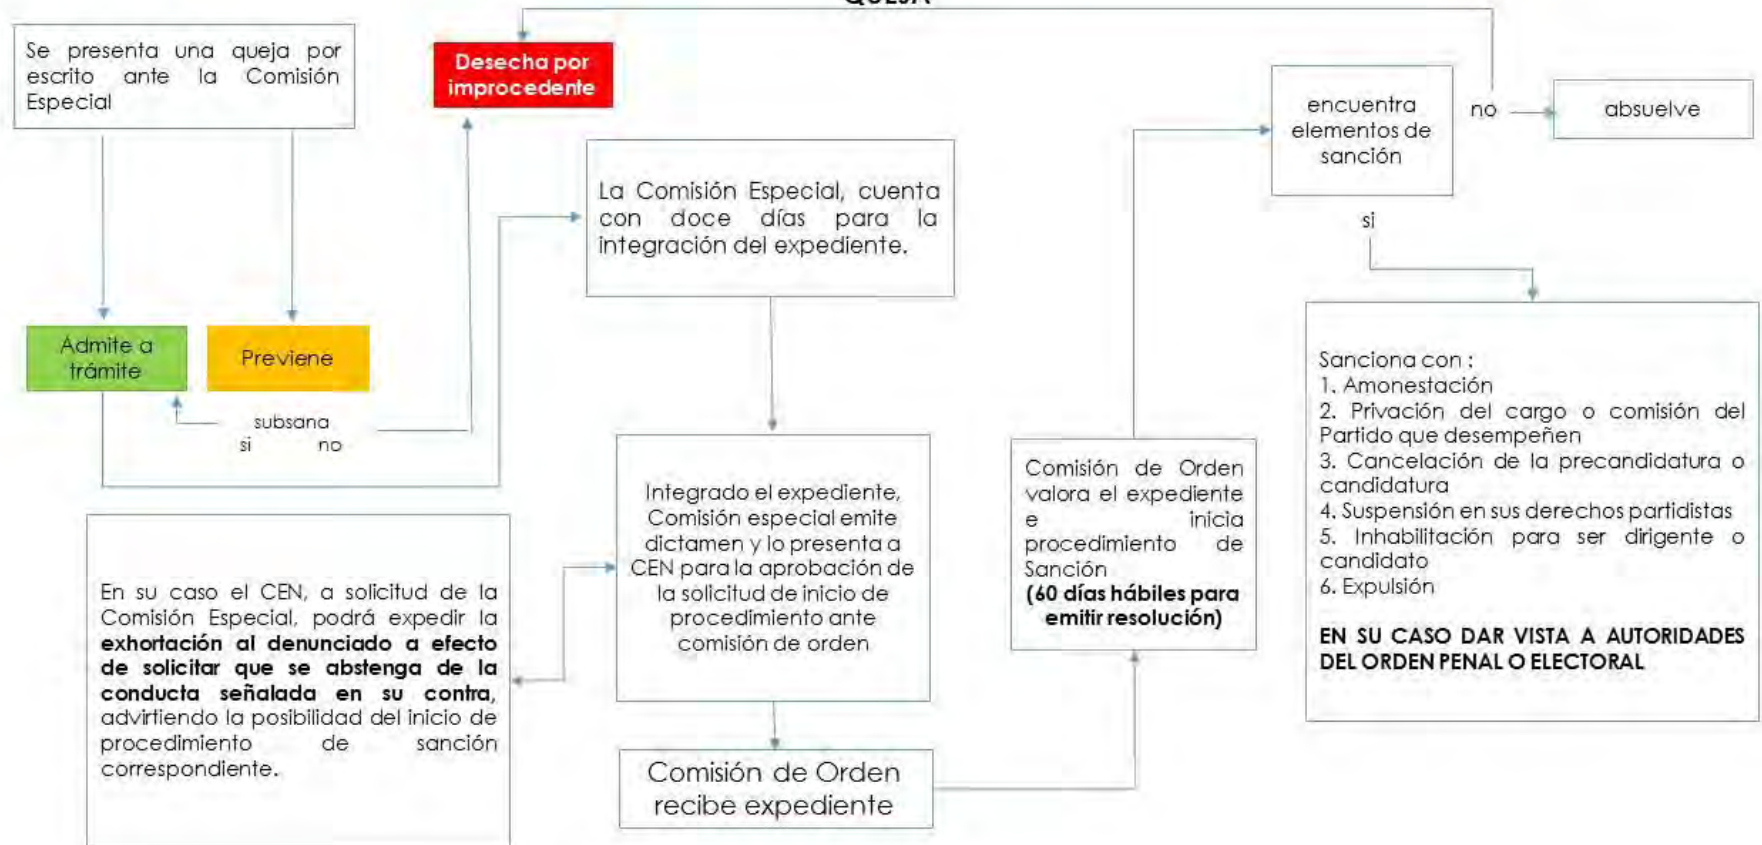 QUEJA
Se presenta una queja por
escrito ante la Comisión
Especial
Desecha por
improcedente
encuentra
elementos de
sanción
no
absuelve
La Comisión Especial, cuenta
con doce días para la
integración del expediente.
si
Admite a
trámite
Previene
subsana
si no
Sanciona con :
1. Amonestación
2. Privación del cargo o comisión del
Partido que desempeñen
3. Cancelación de la precandidatura o
candidatura
4. Suspensión en sus derechos partidistas
5. Inhabilitación para ser dirigente o
candidato
6. Expulsión
EN SU CASO DAR VISTA A AUTORIDADES
DEL ORDEN PENAL O ELECTORAL
Integrado el expediente,
Comisión especial emite
dictamen y lo presenta a
CEN para la aprobación de
la solicitud de inicio de
procedimiento ante
comisión de orden
Comisión de Orden
valora el expediente
e inicia
procedimiento de
Sanción
(60 días hábiles para
emitir resolución)
En su caso el CEN, a solicitud de la
Comisión Especial, podrá expedir la
exhortación al denunciado a efecto
de solicitar que se abstenga de la
conducta señalada en su contra,
advirtiendo la posibilidad del inicio de
procedimiento de sanción
correspondiente.
Comisión de Orden
recibe expediente